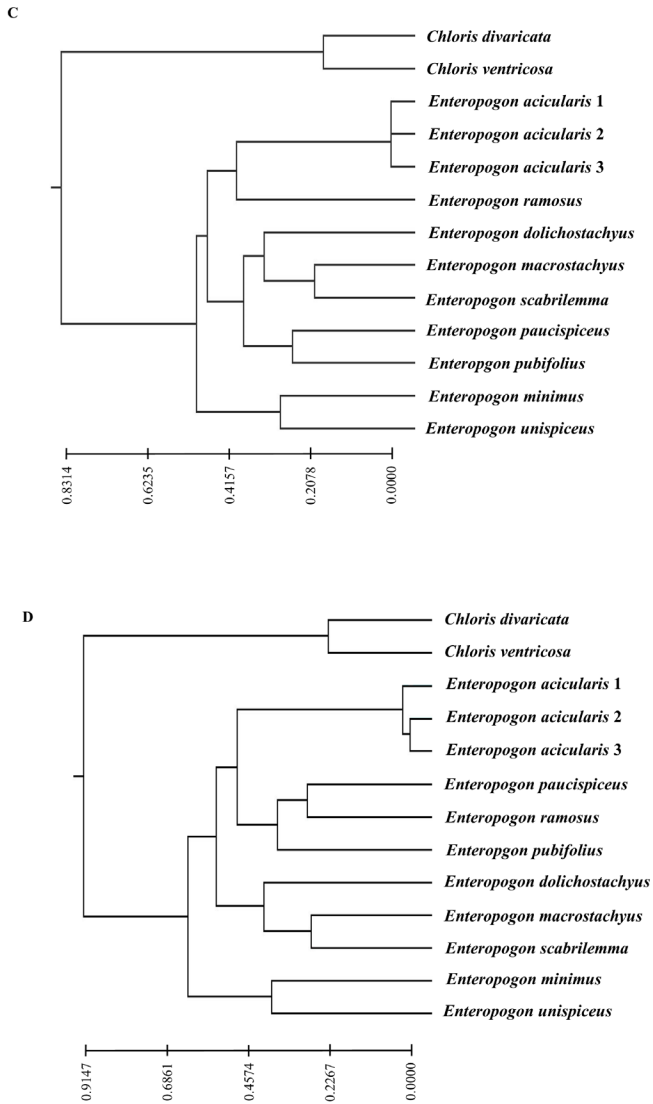 C
Chloris divaricata
Chloris ventricosa
Enteropogon acicularis 1
Enteropogon acicularis 2
Enteropogon acicularis 3
Enteropogon ramosus
Enteropogon dolichostachyus
Enteropogon macrostachyus
Enteropogon scabrilemma
Enteropogon paucispiceus
Enteropgon pubifolius
Enteropogon minimus
Enteropogon unispiceus
0.8314 0.6235 0.4157 0.2078 0.0000
D
Chloris divaricata
Chloris ventricosa
Enteropogon acicularis 1
Enteropogon acicularis 2
Enteropogon acicularis 3
Enteropogon paucispiceus
Enteropogon ramosus
Enteropgon pubifolius
Enteropogon dolichostachyus
Enteropogon macrostachyus
Enteropogon scabrilemma
Enteropogon minimus
Enteropogon unispiceus
0.9147 0.6861 0.4574 0.2267 0.0000